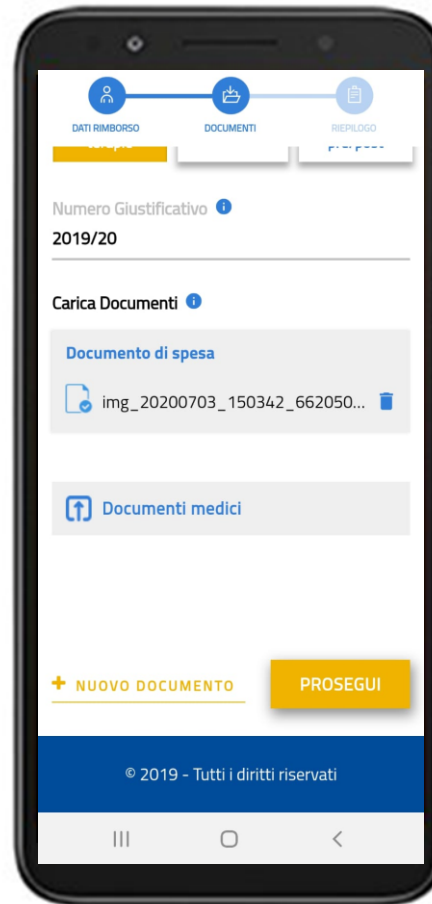 DATI RIMBORSO
DOCUMENTI
RIEPILOGO
Numero Giustificativo
2019/20
Carica Documenti
Documento di spesa
img_20200703_150342_662050...
Documenti medici
+ NUOVO DOCUMENTO
PROSEGUI
© 2019 - Tutti i diritti riservati